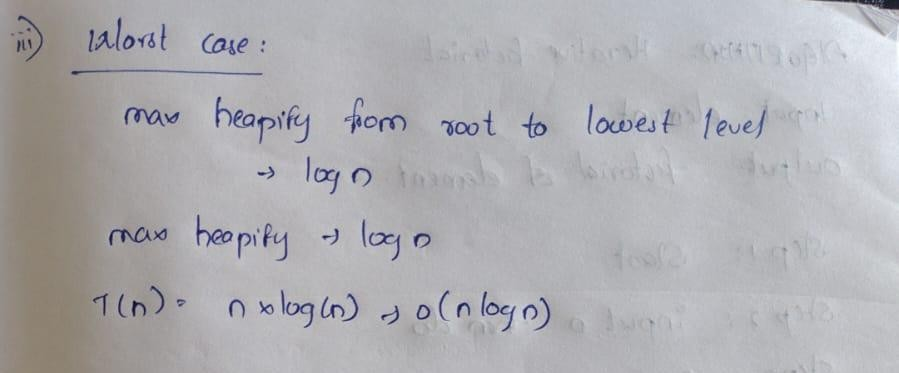 iii) Worst case :
max heapify from root to lowest level
→ log n
max heapify → log n
T(n) = n x log(n) → O(n log n)